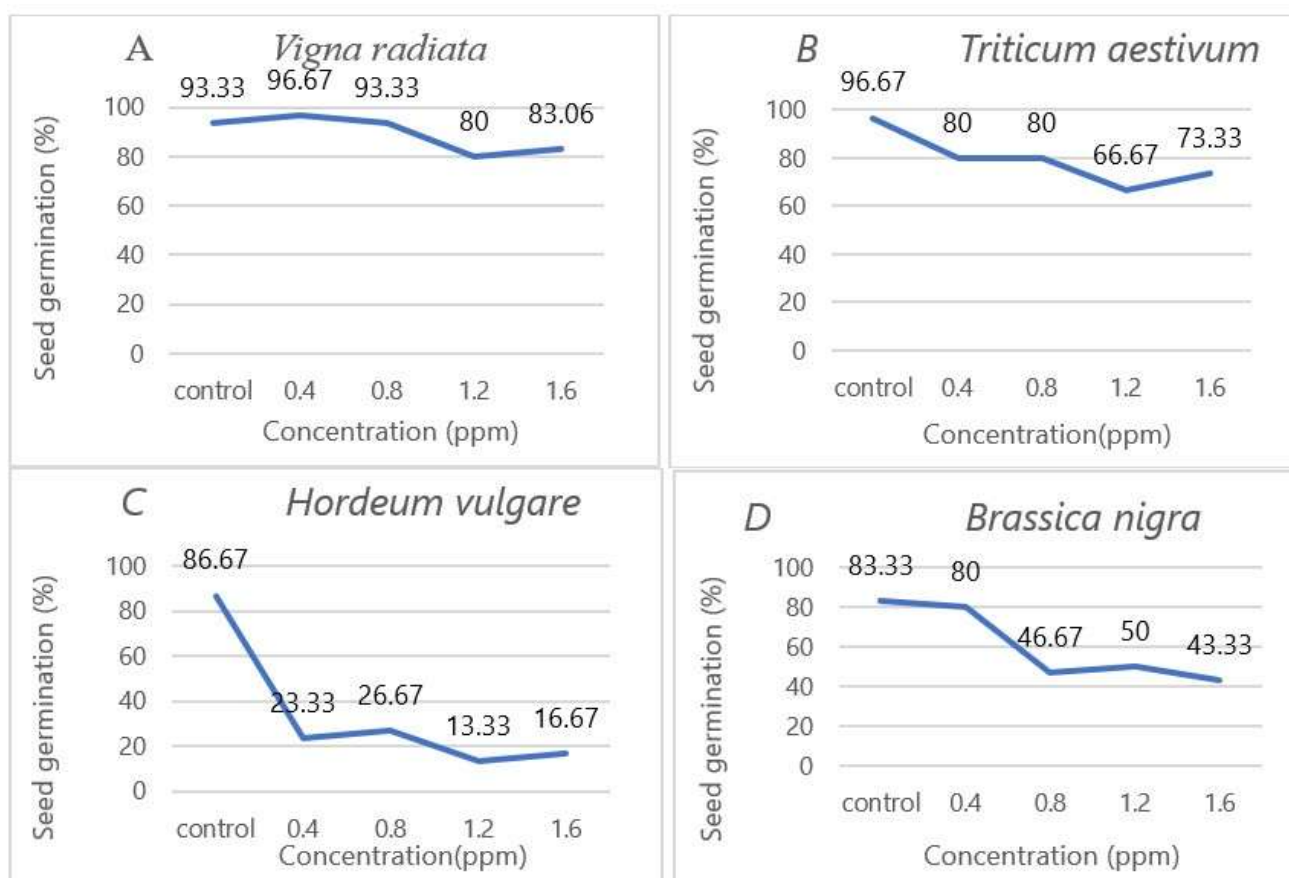 A Vigna radiata
93.33 96.67 93.33 80 83.06
Seed germination (%)
100
80
60
40
20
0
control 0.4 0.8 1.2 1.6
Concentration (ppm)
B Triticum aestivum
96.67 80 80 66.67 73.33
Seed germination (%)
100
80
60
40
20
0
control 0.4 0.8 1.2 1.6
Concentration(ppm)
C Hordeum vulgare
86.67 23.33 26.67 13.33 16.67
Seed germination (%)
100
80
60
40
20
0
control 0.4 0.8 1.2 1.6
Concentration(ppm)
D Brassica nigra
83.33 80 46.67 50 43.33
Seed germination (%)
100
80
60
40
20
0
control 0.4 0.8 1.2 1.6
Concentration (ppm)